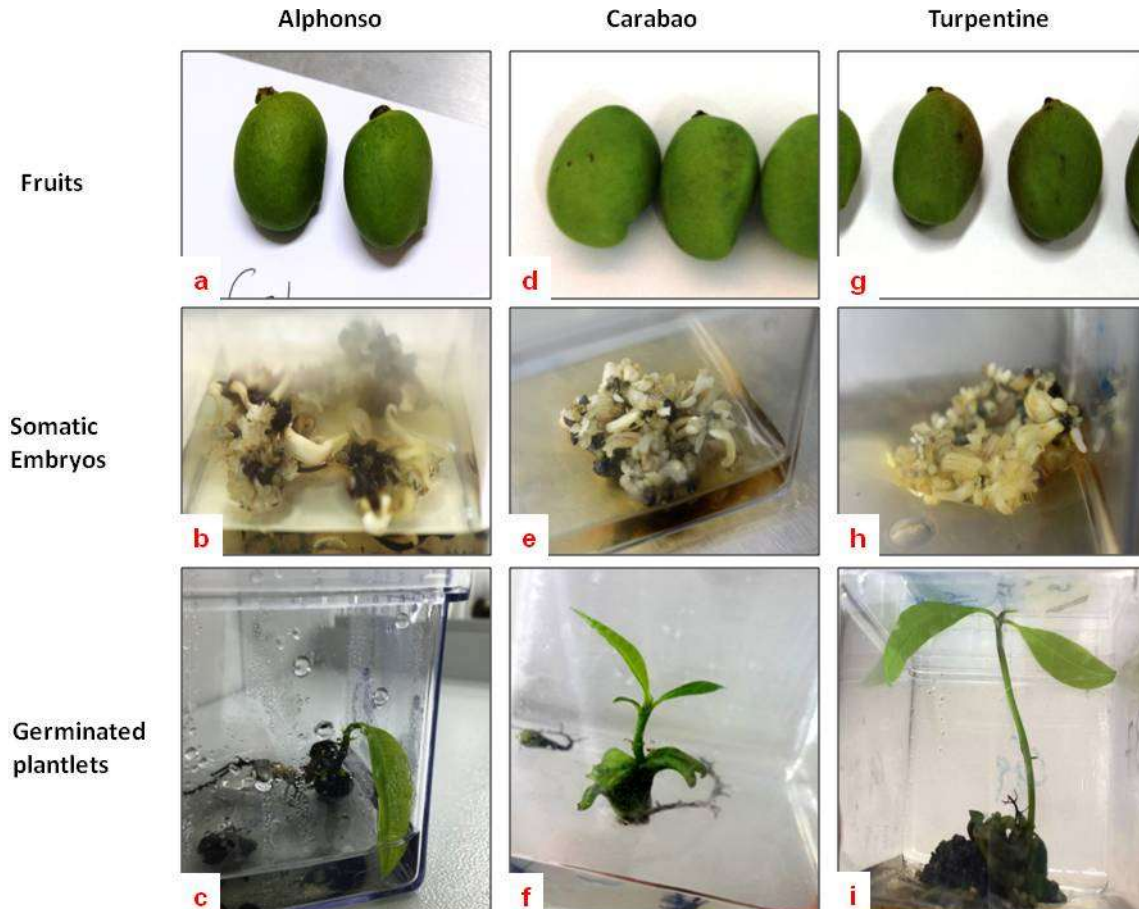 Alphonso Carabao Turpentine
Fruits
a d g
Somatic
Embryos
b e h
Germinated
plantlets
c f i